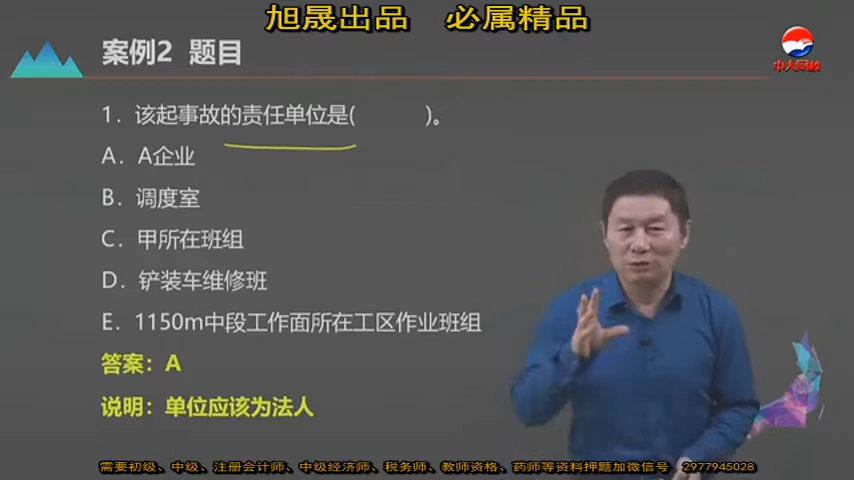 旭晟出品 必属精品
案例2 题目
中大网校
1．该起事故的责任单位是( )。
A．A企业
B．调度室
C．甲所在班组
D．铲装车维修班
E．1150m中段工作面所在工区作业班组
答案：A
说明：单位应该为法人
需要初级、中级、注册会计师、中级经济师、税务师、教师资格、药师等资料押题加微信号 2977945028